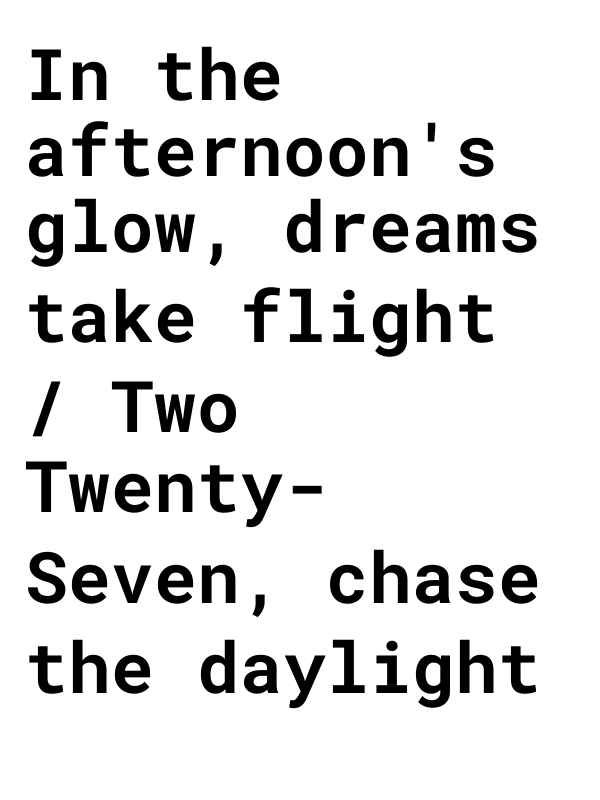 In the
afternoon's
glow, dreams
take flight
/ Two
Twenty-
Seven, chase
the daylight